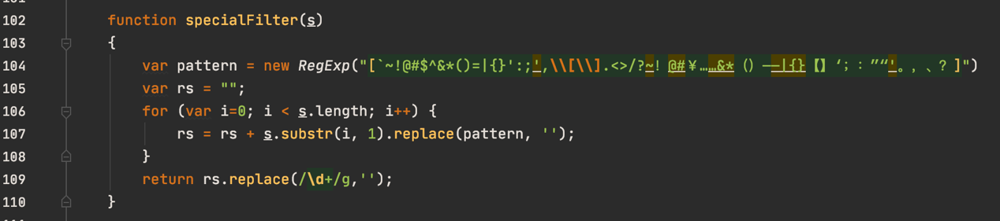 102 function specialFilter(s)
103 {
104 var pattern = new RegExp("[`~!@#$^&*()=|{}':;',\\[\\].<>/?~！@#￥……&*（）——|{}【】‘；：”“'。，、？]")
105 var rs = "";
106 for (var i=0; i < s.length; i++) {
107 rs = rs + s.substr(i, 1).replace(pattern, '');
108 }
109 return rs.replace(/\d+/g,'');
110 }